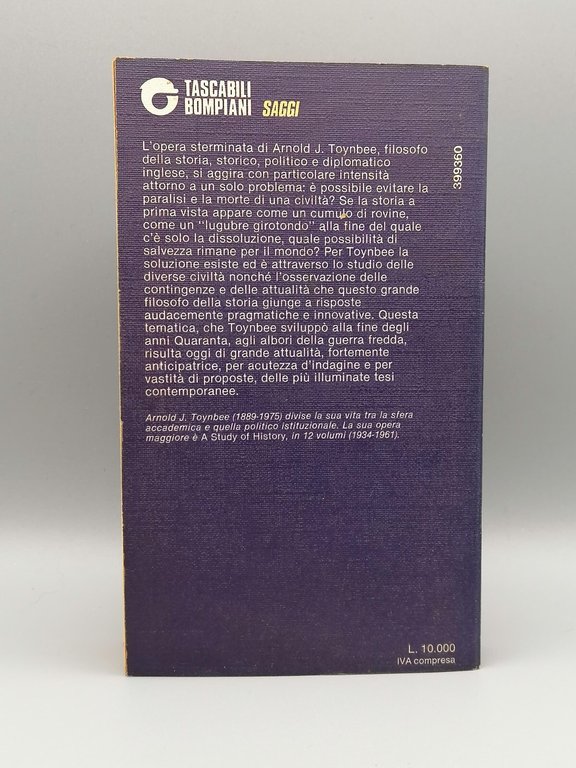 TASCABILI
BOMPIANI SAGGI
L'opera sterminata di Arnold J. Toynbee, filosofo
della storia, storico, politico e diplomatico
inglese, si aggira con particolare intensità
attorno a un solo problema: è possibile evitare la
paralisi e la morte di una civiltà? Se la storia a
prima vista appare come un cumulo di rovine,
come un "lugubre girotondo" alla fine del quale
c'è solo la dissoluzione, quale possibilità di
salvezza rimane per il mondo? Per Toynbee la
soluzione esiste ed è attraverso lo studio delle
diverse civiltà nonché l'osservazione delle
contingenze e delle attualità che questo grande
filosofo della storia giunge a risposte
audacemente pragmatiche e innovative. Questa
tematica, che Toynbee sviluppò alla fine degli
anni Quaranta, agli albori della guerra fredda,
risulta oggi di grande attualità, fortemente
anticipatrice, per acutezza d'indagine e per
vastità di proposte, delle più illuminate tesi
contemporanee.
Arnold J. Toynbee (1889-1975) divise la sua vita tra la sfera
accademica e quella politico istituzionale. La sua opera
maggiore è A Study of History, in 12 volumi (1934-1961).
399360
L. 10.000
IVA compresa